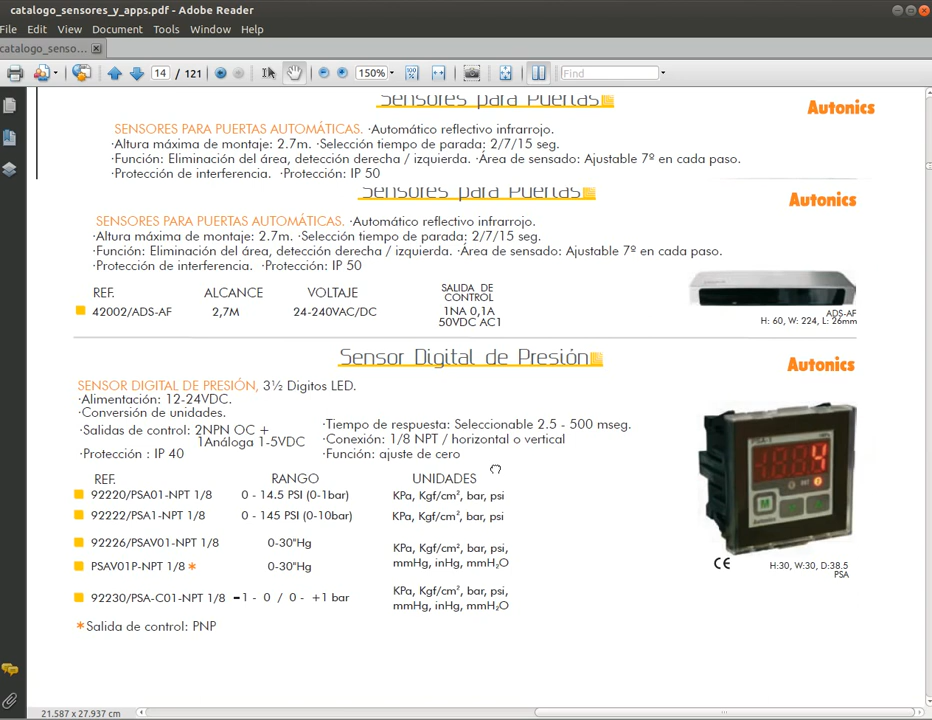 catalogo_sensores_y_apps.pdf - Adobe Reader
File Edit View Document Tools Window Help
catalogo_senso...
14 / 121 150% Find
Sensores para Puertas
Autonics
SENSORES PARA PUERTAS AUTOMÁTICAS. ·Automático reflectivo infrarrojo.
·Altura máxima de montaje: 2.7m. ·Selección tiempo de parada: 2/7/15 seg.
·Función: Eliminación del área, detección derecha / izquierda. ·Área de sensado: Ajustable 7º en cada paso.
·Protección de interferencia. ·Protección: IP 50
Sensores para Puertas
Autonics
SENSORES PARA PUERTAS AUTOMÁTICAS. ·Automático reflectivo infrarrojo.
·Altura máxima de montaje: 2.7m. ·Selección tiempo de parada: 2/7/15 seg.
·Función: Eliminación del área, detección derecha / izquierda. ·Área de sensado: Ajustable 7º en cada paso.
·Protección de interferencia. ·Protección: IP 50
REF. ALCANCE VOLTAJE SALIDA DE CONTROL
42002/ADS-AF 2,7M 24-240VAC/DC 1NA 0,1A
50VDC AC1
ADS-AF
H: 60, W: 224, L: 26mm
Sensor Digital de Presión
Autonics
SENSOR DIGITAL DE PRESIÓN, 3½ Digitos LED.
·Alimentación: 12-24VDC.
·Conversión de unidades.
·Salidas de control: 2NPN OC +
1Análoga 1-5VDC
·Protección : IP 40
·Tiempo de respuesta: Seleccionable 2.5 - 500 mseg.
·Conexión: 1/8 NPT / horizontal o vertical
·Función: ajuste de cero
REF. RANGO UNIDADES
92220/PSA01-NPT 1/8 0 - 14.5 PSI (0-1bar) KPa, Kgf/cm², bar, psi
92222/PSA1-NPT 1/8 0 - 145 PSI (0-10bar) KPa, Kgf/cm², bar, psi
92226/PSAV01-NPT 1/8 0-30"Hg KPa, Kgf/cm², bar, psi,
PSAV01P-NPT 1/8 * 0-30"Hg mmHg, inHg, mmH₂O
92230/PSA-C01-NPT 1/8 -1 - 0 / 0 - +1 bar KPa, Kgf/cm², bar, psi,
mmHg, inHg, mmH₂O
*Salida de control: PNP
PSA-1
M
Autonics
CE
H:30, W:30, D:38.5
PSA
21.587 x 27.937 cm